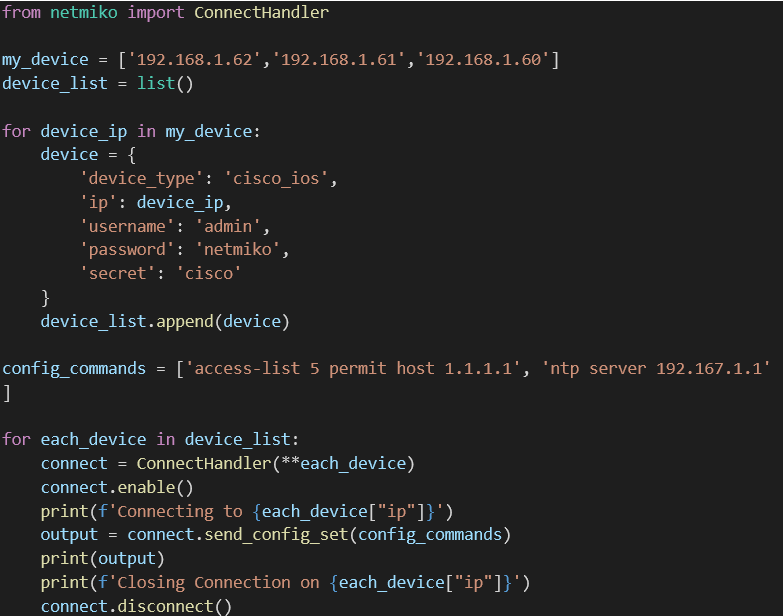 from netmiko import ConnectHandler
my_device = ['192.168.1.62','192.168.1.61','192.168.1.60']
device_list = list()
for device_ip in my_device:
    device = {
        'device_type': 'cisco_ios',
        'ip': device_ip,
        'username': 'admin',
        'password': 'netmiko',
        'secret': 'cisco'
    }
    device_list.append(device)
config_commands = ['access-list 5 permit host 1.1.1.1', 'ntp server 192.167.1.1'
]
for each_device in device_list:
    connect = ConnectHandler(**each_device)
    connect.enable()
    print(f'Connecting to {each_device["ip"]}')
    output = connect.send_config_set(config_commands)
    print(output)
    print(f'Closing Connection on {each_device["ip"]}')
    connect.disconnect()